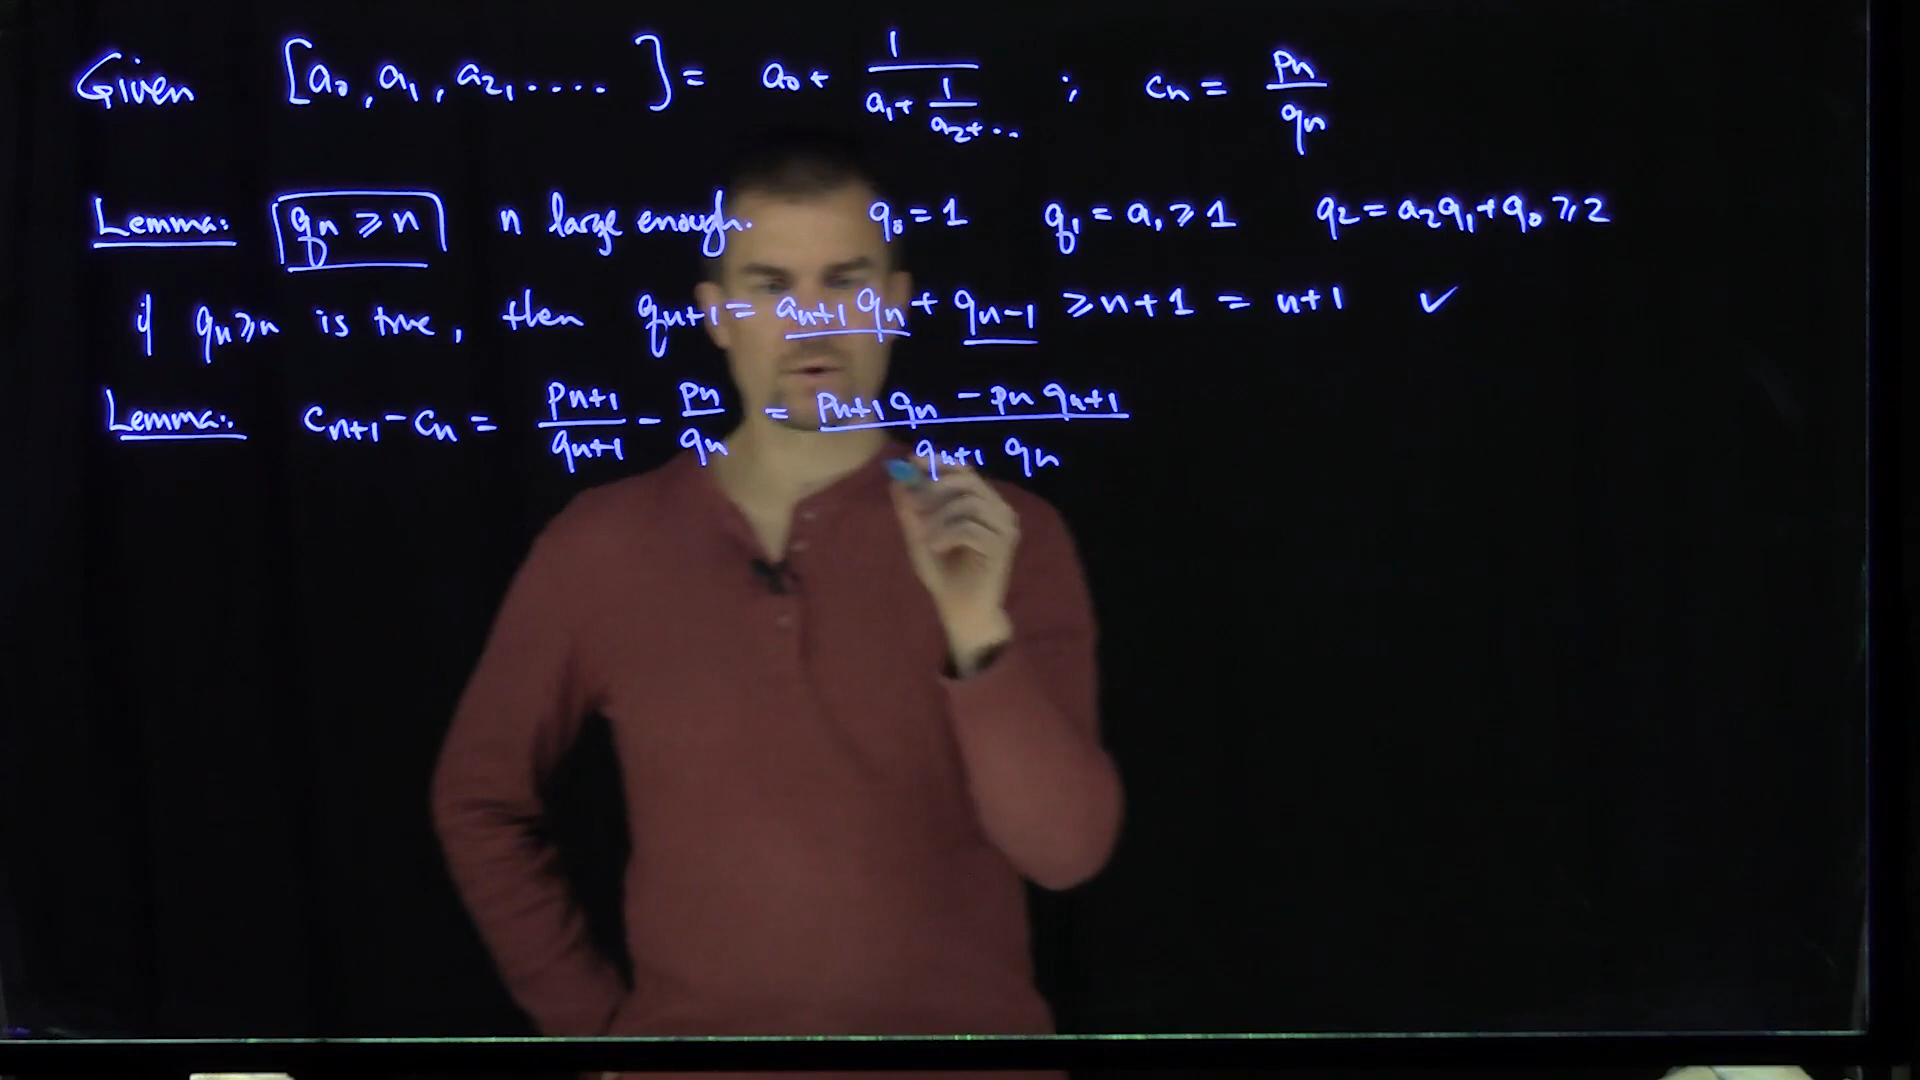 Given [a₀, a₁, a₂, .... ] = a₀ + 1/(a₁ + 1/(a₂ + ...)) ; cₙ = pₙ/qₙ
Lemma: qₙ ⩾ n n large enough. q₀ = 1 q₁ = a₁ ⩾ 1 q₂ = a₂q₁ + q₀ ⩾ 2
if qₙ ⩾ n is true, then qₙ₊₁ = aₙ₊₁ qₙ + qₙ₋₁ ⩾ n + 1 = n+1 ✓
Lemma: cₙ₊₁ - cₙ = pₙ₊₁/qₙ₊₁ - pₙ/qₙ = (pₙ₊₁ qₙ - pₙ qₙ₊₁)/(qₙ₊₁ qₙ)